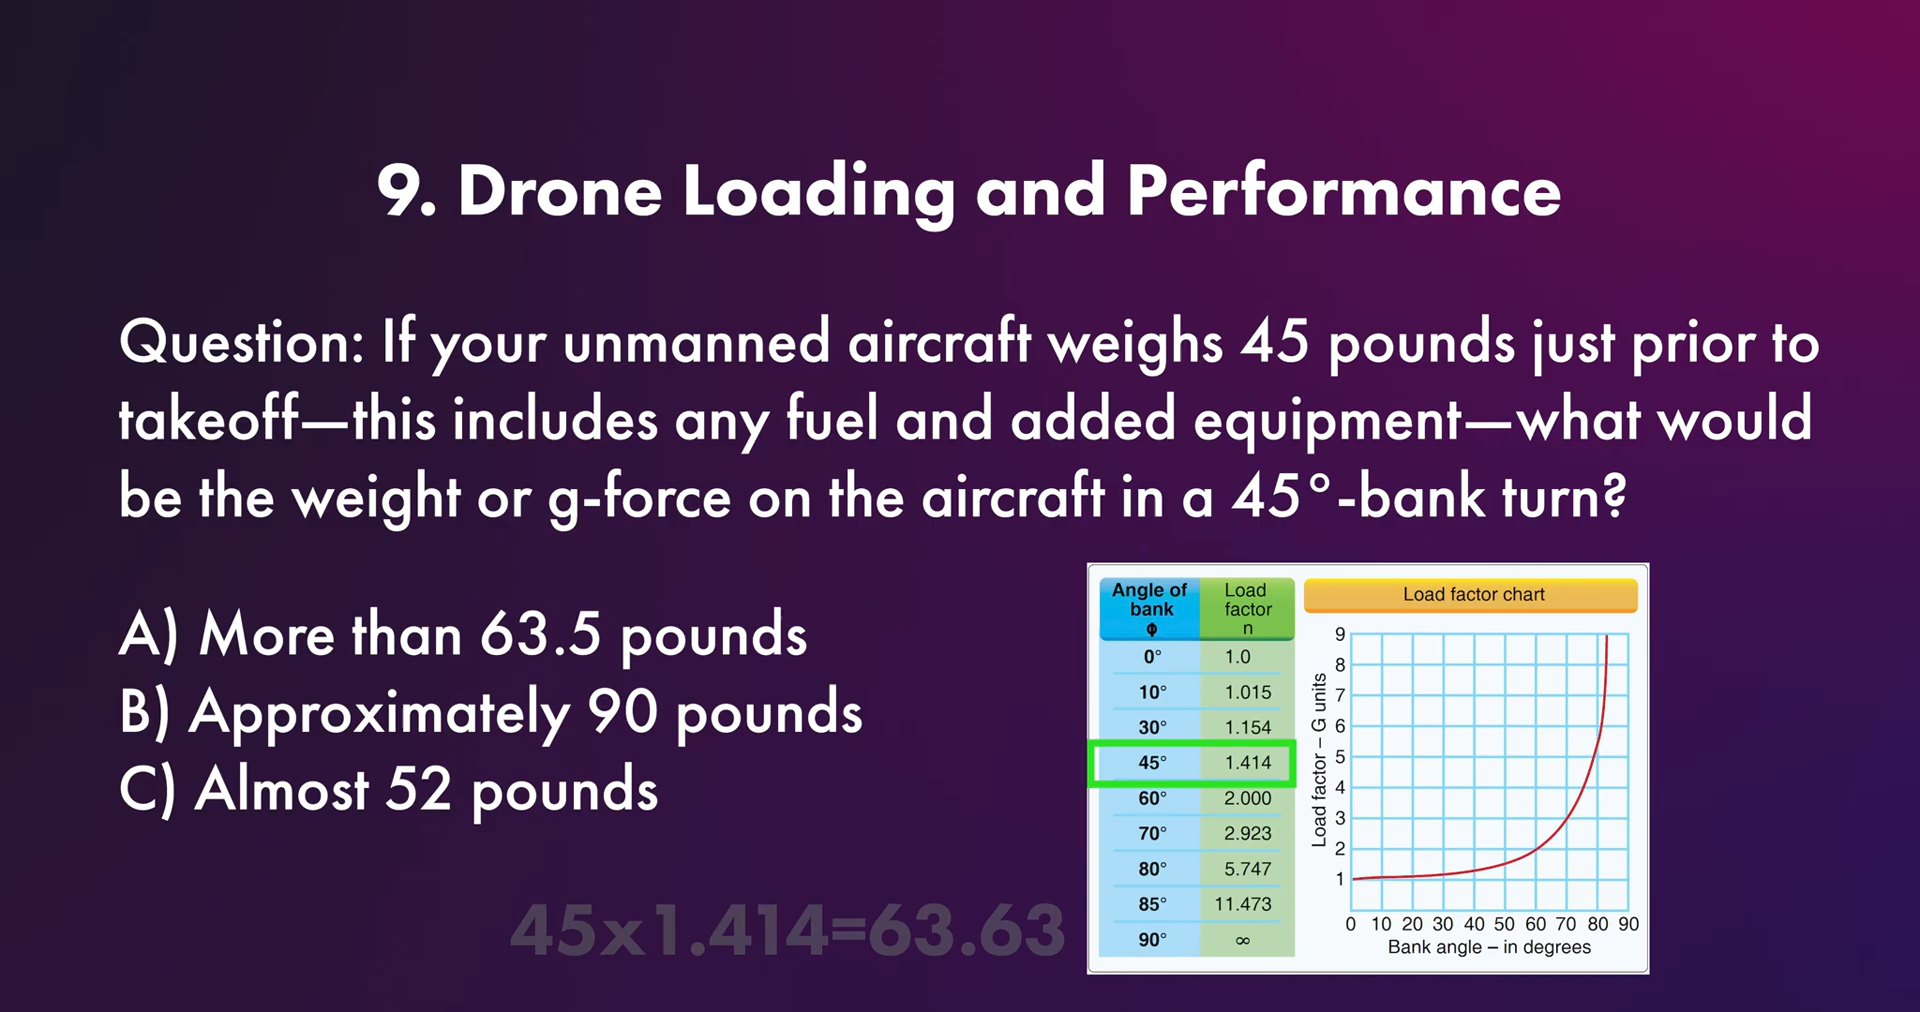 9. Drone Loading and Performance
Question: If your unmanned aircraft weighs 45 pounds just prior to
takeoff—this includes any fuel and added equipment—what would
be the weight or g-force on the aircraft in a 45°-bank turn?
A) More than 63.5 pounds
B) Approximately 90 pounds
C) Almost 52 pounds
45x1.414=63.63
Angle of
bank
Φ
Load
factor
n
0° 1.0
10° 1.015
30° 1.154
45° 1.414
60° 2.000
70° 2.923
80° 5.747
85° 11.473
90° ∞
Load factor chart
Load factor – G units
9
8
7
6
5
4
3
2
1
0 10 20 30 40 50 60 70 80 90
Bank angle – in degrees